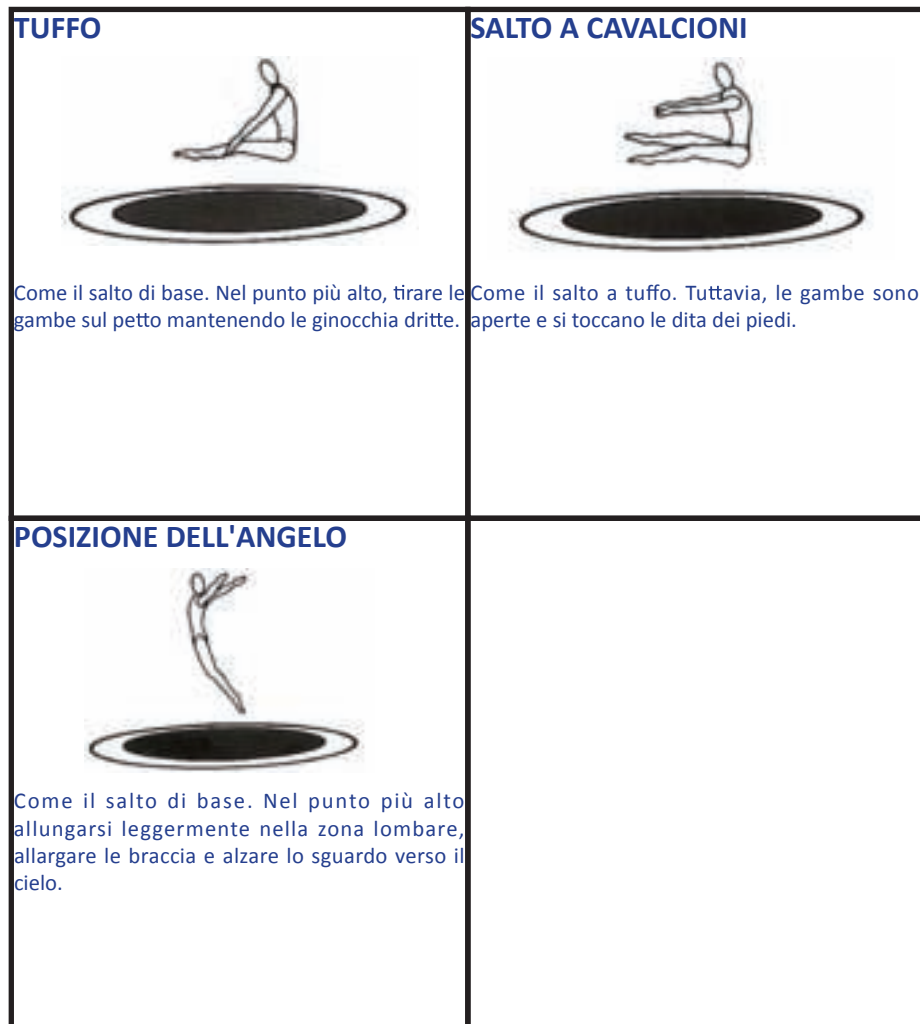 TUFFO
Come il salto di base. Nel punto più alto, tirare le
gambe sul petto mantenendo le ginocchia dritte.
SALTO A CAVALCIONI
Come il salto a tuffo. Tuttavia, le gambe sono
aperte e si toccano le dita dei piedi.
POSIZIONE DELL'ANGELO
Come il salto di base. Nel punto più alto
allungarsi leggermente nella zona lombare,
allargare le braccia e alzare lo sguardo verso il
cielo.